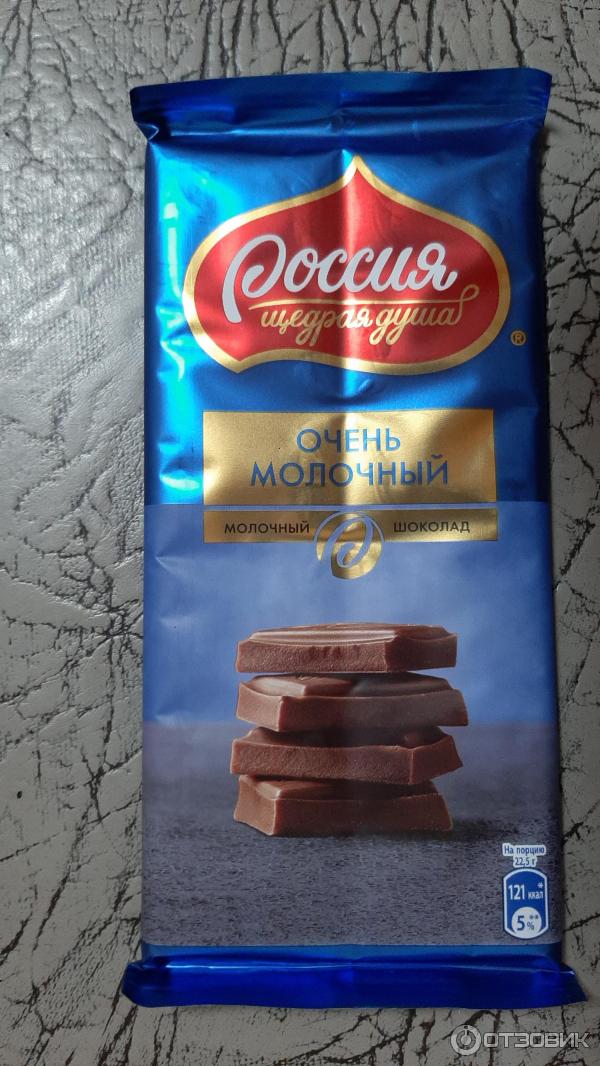 Россия
щедрая душа
®
ОЧЕНЬ
МОЛОЧНЫЙ
МОЛОЧНЫЙ ШОКОЛАД
На порцию
22,5 г
121 ккал*
5%**
ОТЗОВИК